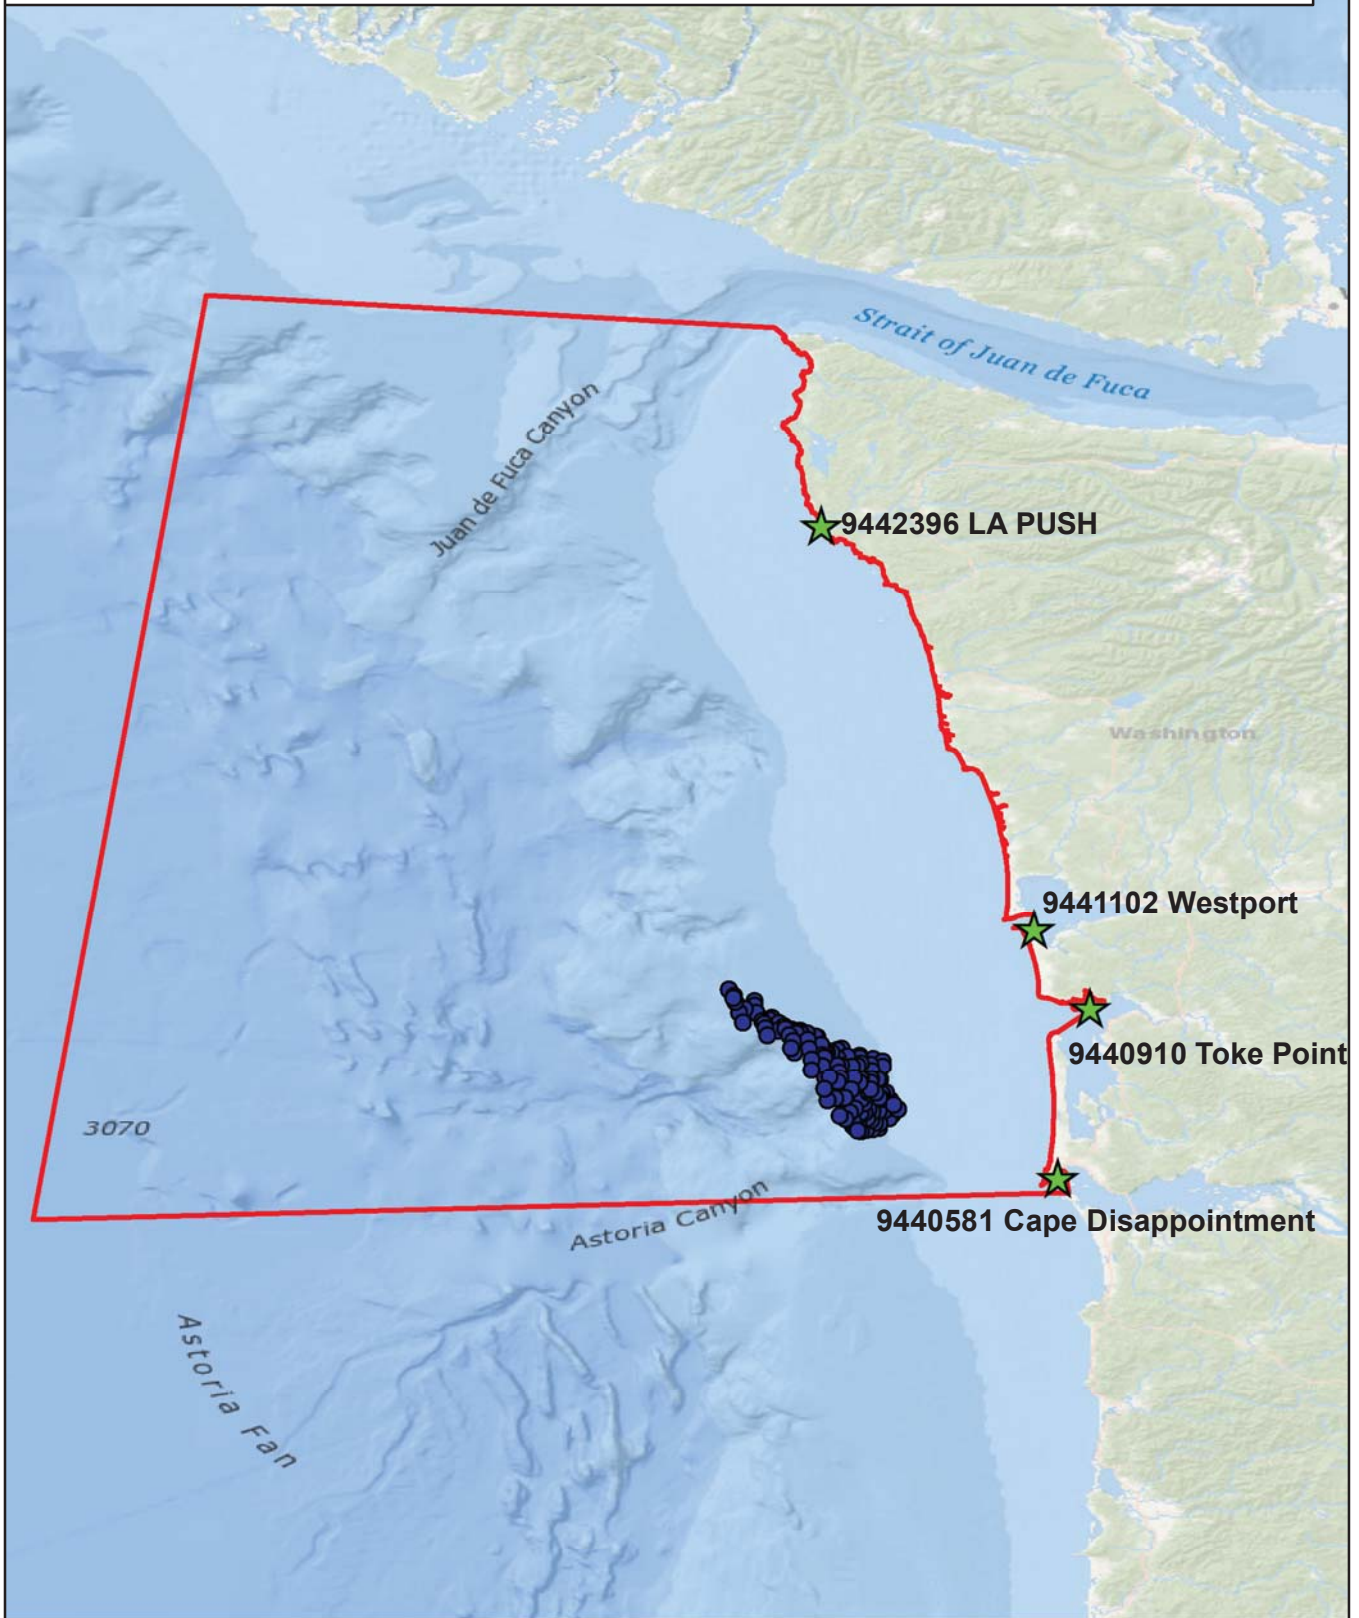 Strait of Juan de Fuca
Juan de Fuca Canyon
9442396 LA PUSH
Washington
9441102 Westport
9440910 Toke Point
3070
Astoria Canyon
9440581 Cape Disappointment
Astoria Fan